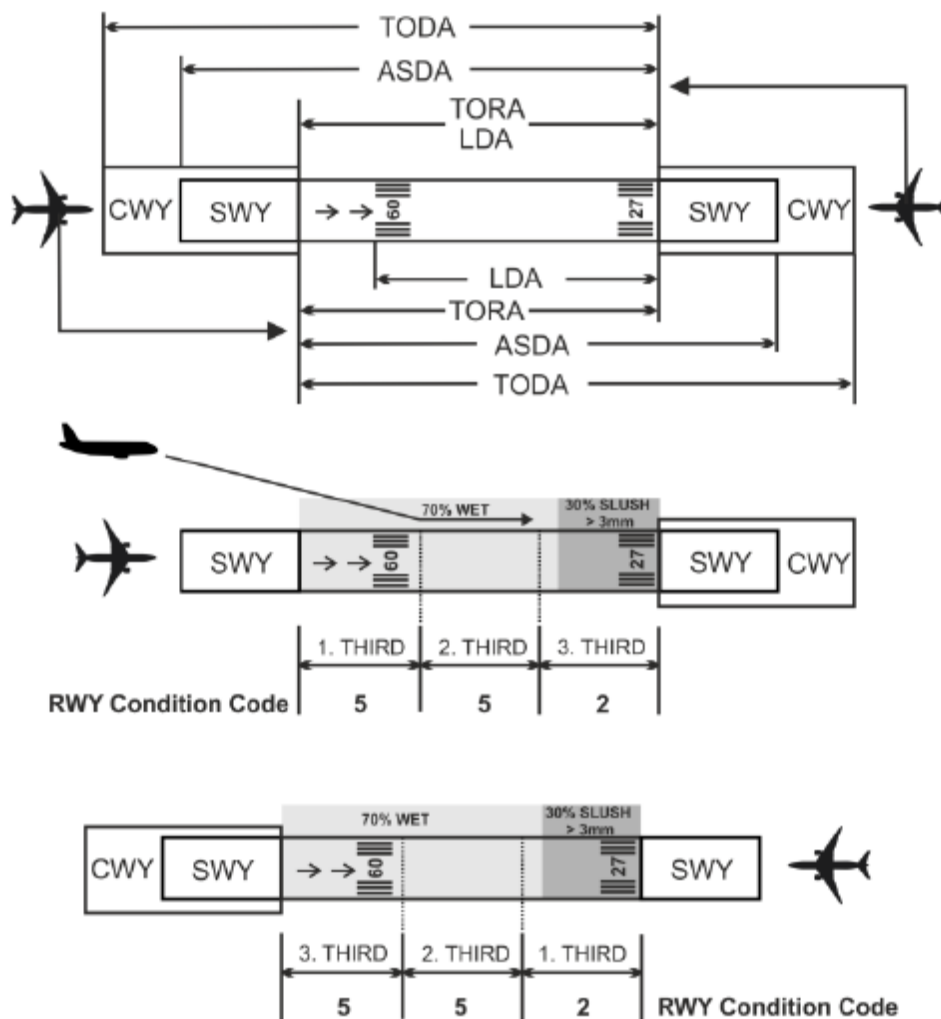 TODA
ASDA
TORA
LDA
CWY SWY 09 27 SWY CWY
LDA
TORA
ASDA
TODA
70% WET 30% SLUSH
> 3mm
SWY 09 27 SWY CWY
1. THIRD 2. THIRD 3. THIRD
RWY Condition Code 5 5 2
70% WET 30% SLUSH
> 3mm
CWY SWY 09 27 SWY
3. THIRD 2. THIRD 1. THIRD
5 5 2 RWY Condition Code